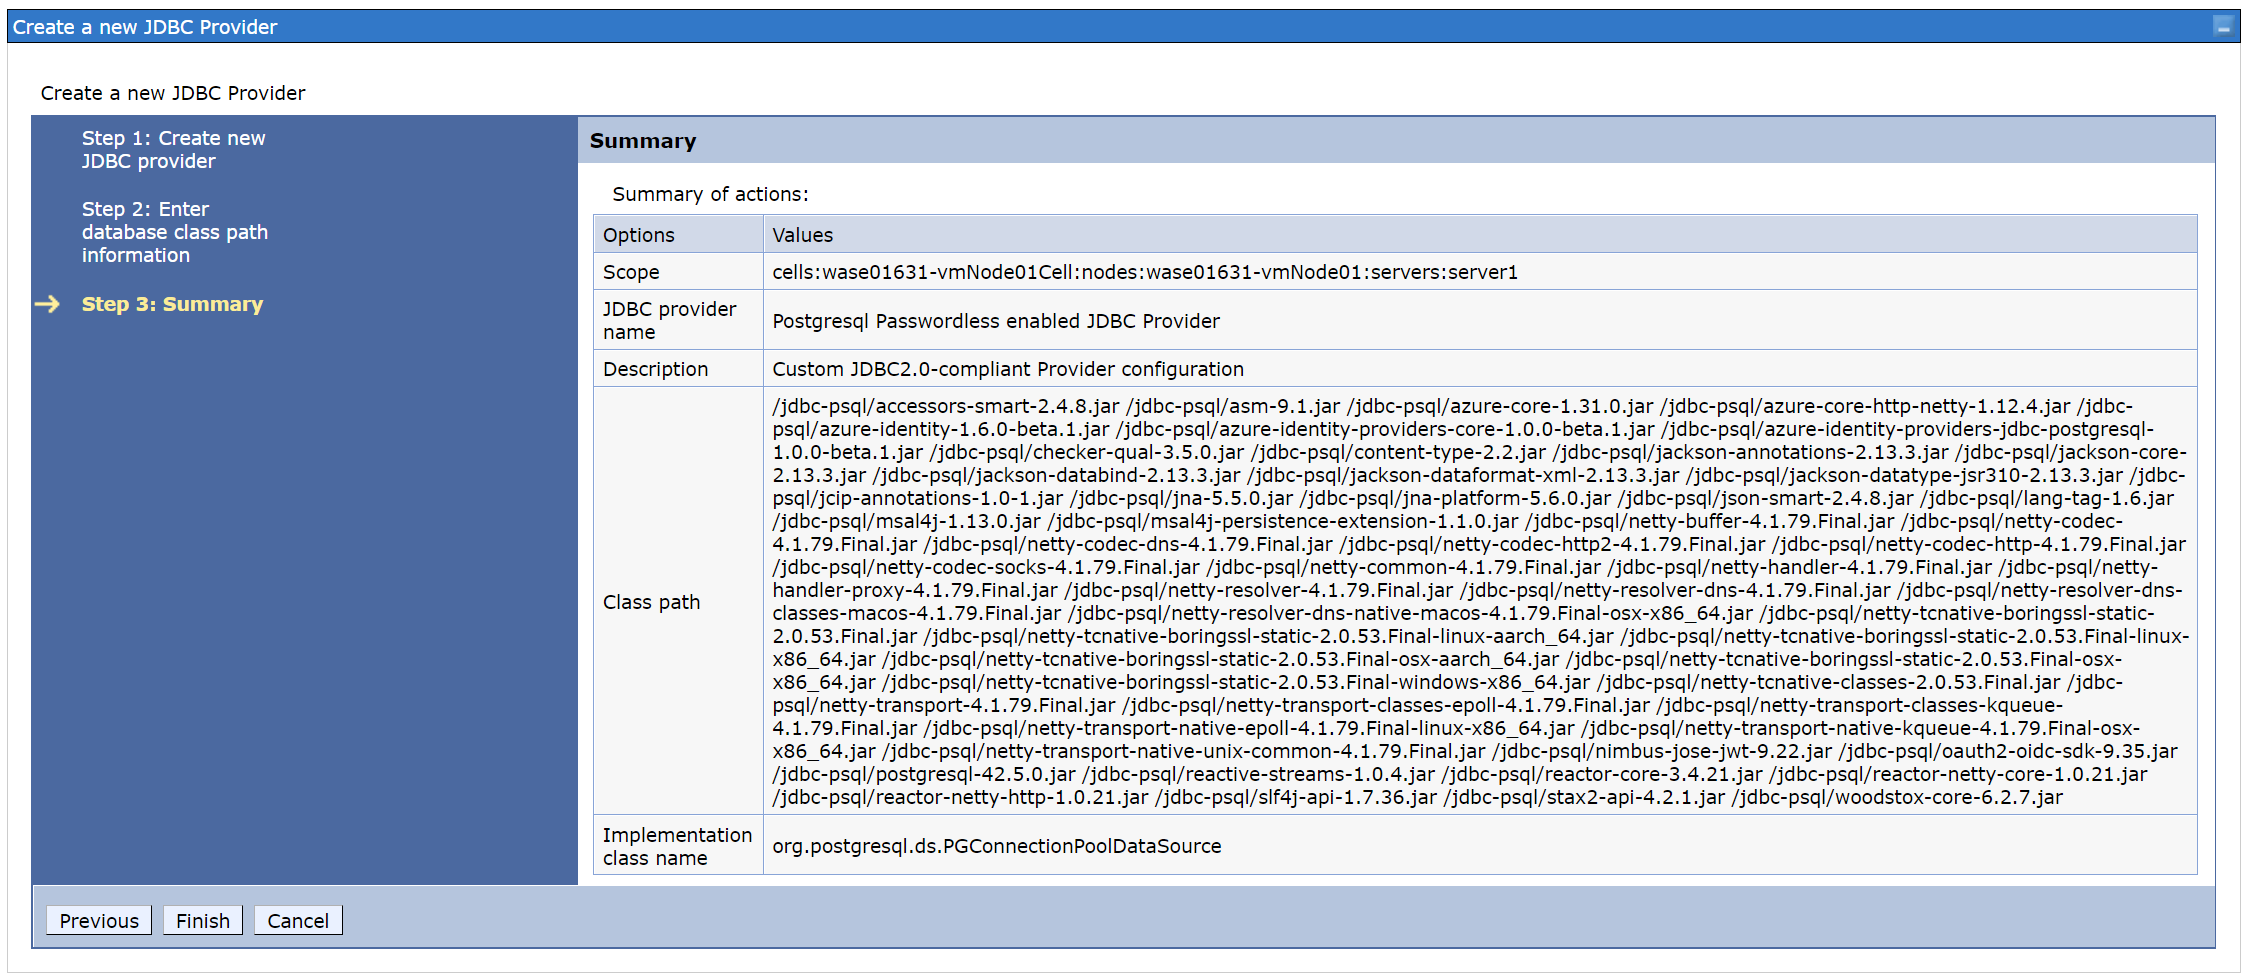 Create a new JDBC Provider
Create a new JDBC Provider
Step 1: Create new
JDBC provider
Step 2: Enter
database class path
information
Step 3: Summary
Summary
Summary of actions:
Options Values
Scope cells:wase01631-vmNode01Cell:nodes:wase01631-vmNode01:servers:server1
JDBC provider
name
Postgresql Passwordless enabled JDBC Provider
Description Custom JDBC2.0-compliant Provider configuration
Class path
/jdbc-psql/accessors-smart-2.4.8.jar /jdbc-psql/asm-9.1.jar /jdbc-psql/azure-core-1.31.0.jar /jdbc-psql/azure-core-http-netty-1.12.4.jar /jdbc-
psql/azure-identity-1.6.0-beta.1.jar /jdbc-psql/azure-identity-providers-core-1.0.0-beta.1.jar /jdbc-psql/azure-identity-providers-jdbc-postgresql-
1.0.0-beta.1.jar /jdbc-psql/checker-qual-3.5.0.jar /jdbc-psql/content-type-2.2.jar /jdbc-psql/jackson-annotations-2.13.3.jar /jdbc-psql/jackson-core-
2.13.3.jar /jdbc-psql/jackson-databind-2.13.3.jar /jdbc-psql/jackson-dataformat-xml-2.13.3.jar /jdbc-psql/jackson-datatype-jsr310-2.13.3.jar /jdbc-
psql/jcip-annotations-1.0-1.jar /jdbc-psql/jna-5.5.0.jar /jdbc-psql/jna-platform-5.6.0.jar /jdbc-psql/json-smart-2.4.8.jar /jdbc-psql/lang-tag-1.6.jar
/jdbc-psql/msal4j-1.13.0.jar /jdbc-psql/msal4j-persistence-extension-1.1.0.jar /jdbc-psql/netty-buffer-4.1.79.Final.jar /jdbc-psql/netty-codec-
4.1.79.Final.jar /jdbc-psql/netty-codec-dns-4.1.79.Final.jar /jdbc-psql/netty-codec-http2-4.1.79.Final.jar /jdbc-psql/netty-codec-http-4.1.79.Final.jar
/jdbc-psql/netty-codec-socks-4.1.79.Final.jar /jdbc-psql/netty-common-4.1.79.Final.jar /jdbc-psql/netty-handler-4.1.79.Final.jar /jdbc-psql/netty-
handler-proxy-4.1.79.Final.jar /jdbc-psql/netty-resolver-4.1.79.Final.jar /jdbc-psql/netty-resolver-dns-4.1.79.Final.jar /jdbc-psql/netty-resolver-dns-
classes-macos-4.1.79.Final.jar /jdbc-psql/netty-resolver-dns-native-macos-4.1.79.Final-osx-x86_64.jar /jdbc-psql/netty-tcnative-boringssl-static-
2.0.53.Final.jar /jdbc-psql/netty-tcnative-boringssl-static-2.0.53.Final-linux-aarch_64.jar /jdbc-psql/netty-tcnative-boringssl-static-2.0.53.Final-linux-
x86_64.jar /jdbc-psql/netty-tcnative-boringssl-static-2.0.53.Final-osx-aarch_64.jar /jdbc-psql/netty-tcnative-boringssl-static-2.0.53.Final-osx-
x86_64.jar /jdbc-psql/netty-tcnative-boringssl-static-2.0.53.Final-windows-x86_64.jar /jdbc-psql/netty-tcnative-classes-2.0.53.Final.jar /jdbc-
psql/netty-transport-4.1.79.Final.jar /jdbc-psql/netty-transport-classes-epoll-4.1.79.Final.jar /jdbc-psql/netty-transport-classes-kqueue-
4.1.79.Final.jar /jdbc-psql/netty-transport-native-epoll-4.1.79.Final-linux-x86_64.jar /jdbc-psql/netty-transport-native-kqueue-4.1.79.Final-osx-
x86_64.jar /jdbc-psql/netty-transport-native-unix-common-4.1.79.Final.jar /jdbc-psql/nimbus-jose-jwt-9.22.jar /jdbc-psql/oauth2-oidc-sdk-9.35.jar
/jdbc-psql/postgresql-42.5.0.jar /jdbc-psql/reactive-streams-1.0.4.jar /jdbc-psql/reactor-core-3.4.21.jar /jdbc-psql/reactor-netty-core-1.0.21.jar
/jdbc-psql/reactor-netty-http-1.0.21.jar /jdbc-psql/slf4j-api-1.7.36.jar /jdbc-psql/stax2-api-4.2.1.jar /jdbc-psql/woodstox-core-6.2.7.jar
Implementation
class name
org.postgresql.ds.PGConnectionPoolDataSource
Previous Finish Cancel